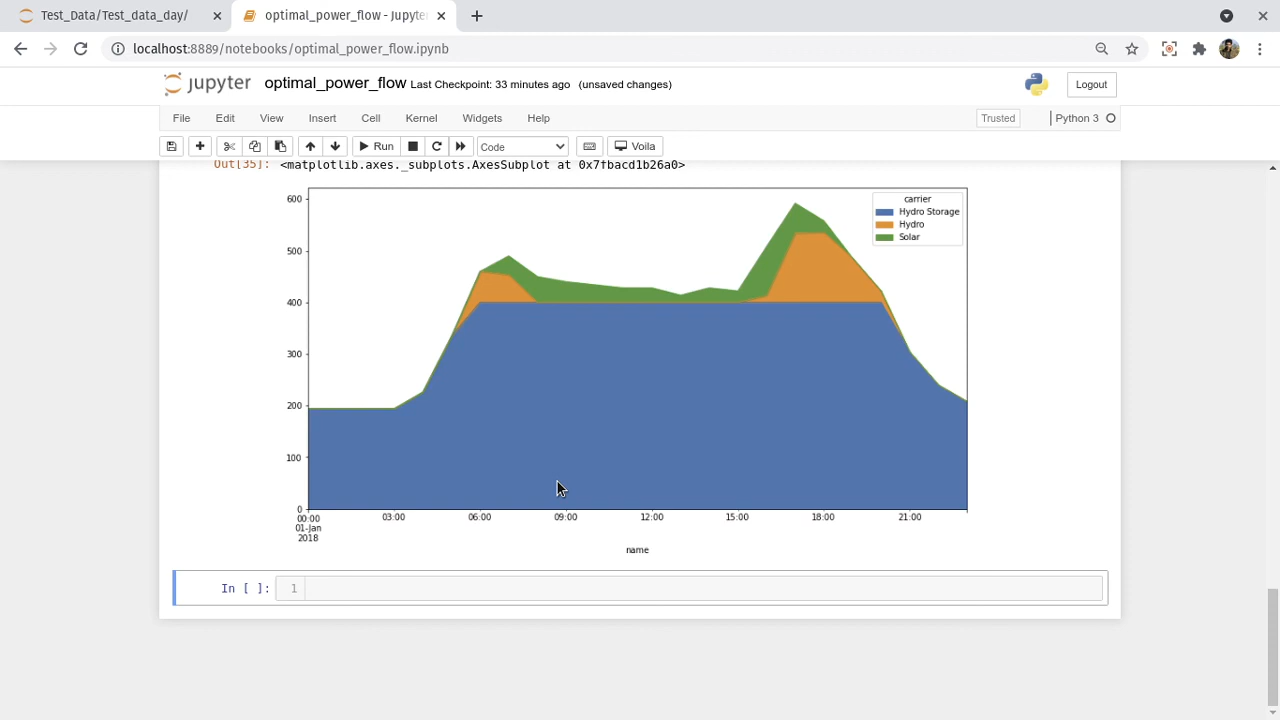 Test_Data/Test_data_day/
optimal_power_flow - Jupyte
localhost:8889/notebooks/optimal_power_flow.ipynb
jupyter optimal_power_flow Last Checkpoint: 33 minutes ago (unsaved changes)
Logout
File Edit View Insert Cell Kernel Widgets Help
Trusted Python 3
Run Code Voila
Out[35]: <matplotlib.axes._subplots.AxesSubplot at 0x7fbacd1b26a0>
carrier
Hydro Storage
Hydro
Solar
600
500
400
300
200
100
0
00:00 03:00 06:00 09:00 12:00 15:00 18:00 21:00
01-Jan
2018
name
In [ ]: 1